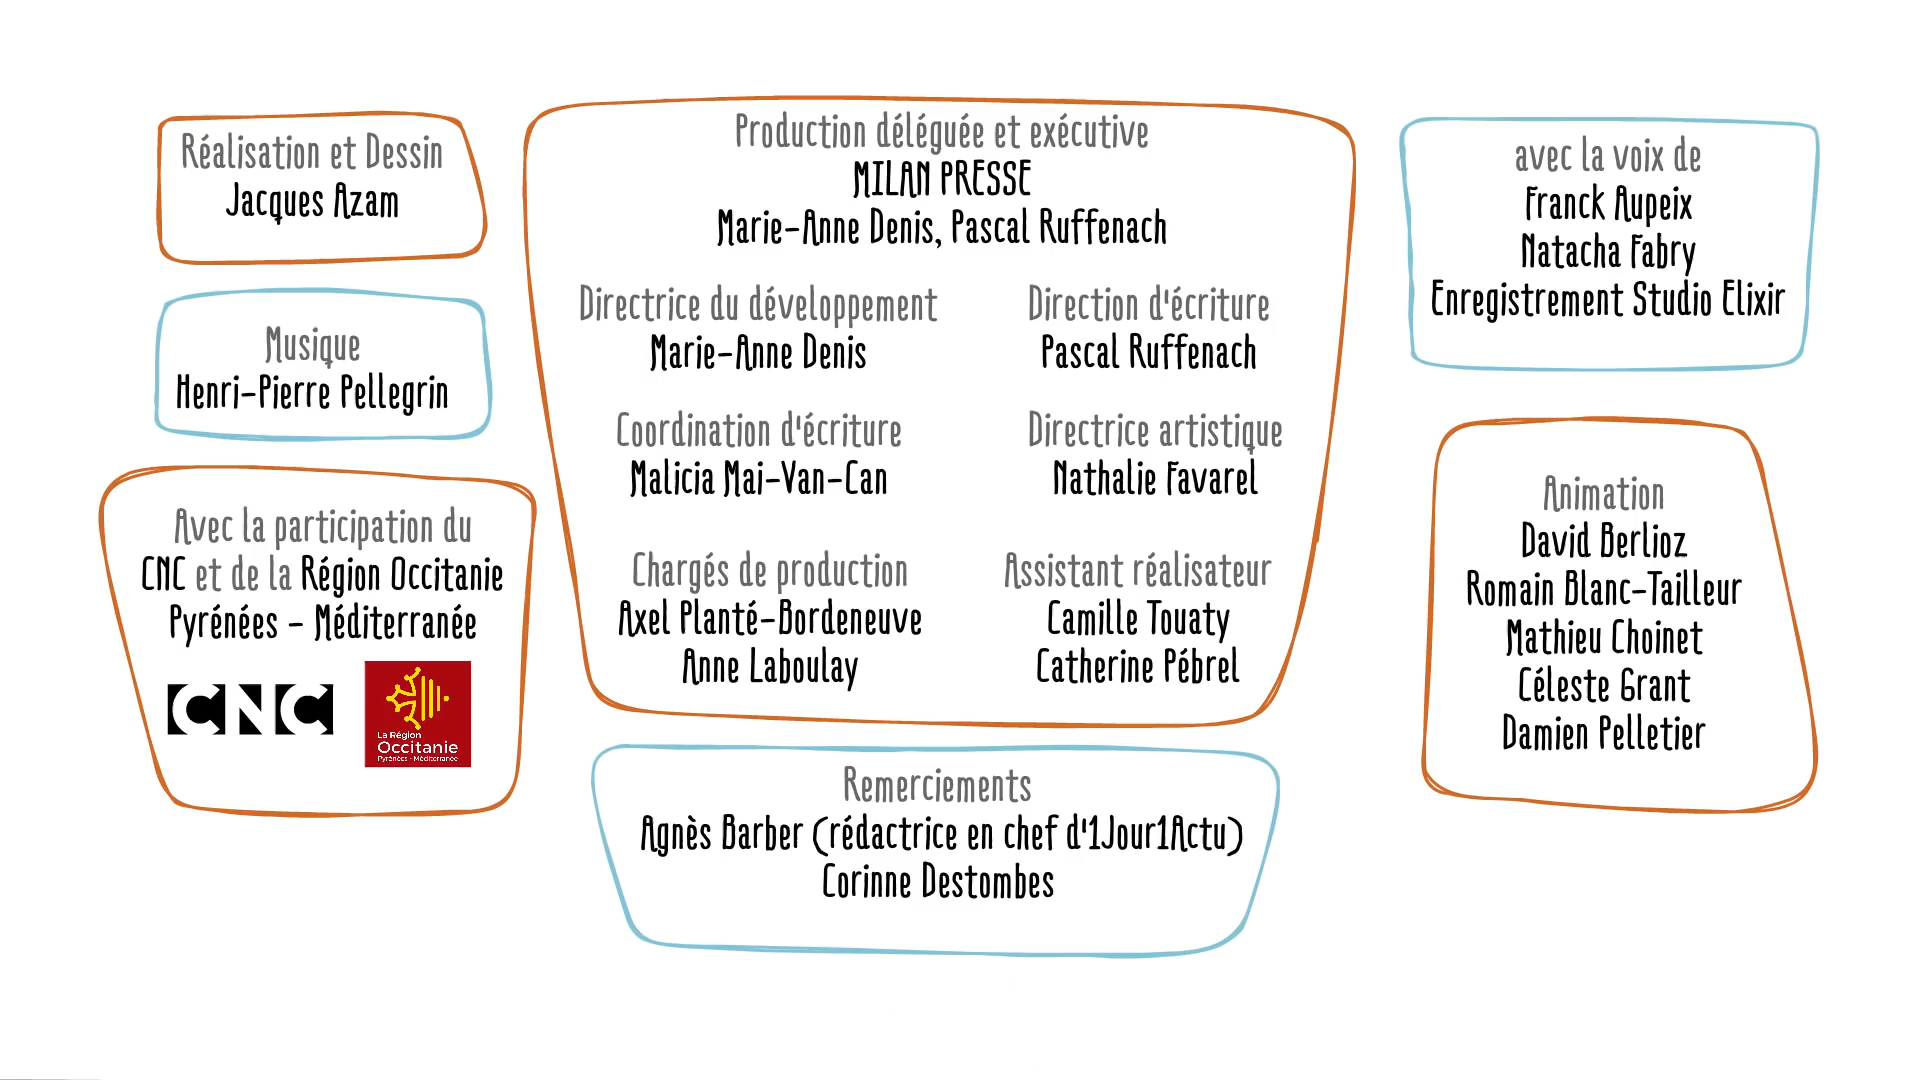 Réalisation et Dessin
Jacques Azam
Musique
Henri-Pierre Pellegrin
Avec la participation du
CNC et de la Région Occitanie
Pyrénées - Méditerranée
CNC
La Région
Occitanie
Pyrénées - Méditerranée
Production déléguée et exécutive
MILAN PRESSE
Marie-Anne Denis, Pascal Ruffenach
Directrice du développement
Marie-Anne Denis
Direction d'écriture
Pascal Ruffenach
Coordination d'écriture
Malicia Mai-Van-Can
Directrice artistique
Nathalie Favarel
Chargés de production
Axel Planté-Bordeneuve
Anne Laboulay
Assistant réalisateur
Camille Touaty
Catherine Pébrel
Remerciements
Agnès Barber (rédactrice en chef d'1Jour1Actu)
Corinne Destombes
avec la voix de
Franck Aupeix
Natacha Fabry
Enregistrement Studio Elixir
Animation
David Berlioz
Romain Blanc-Tailleur
Mathieu Choinet
Céleste Grant
Damien Pelletier